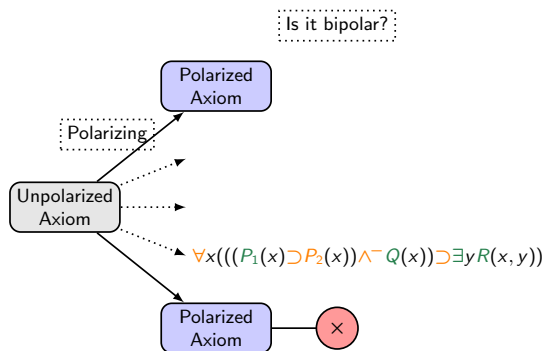 Is it bipolar?
Polarized
Axiom
Polarizing
Unpolarized
Axiom
∀x(((P₁(x)⊃P₂(x))∧⁻Q(x))⊃∃yR(x,y))
Polarized
Axiom
×